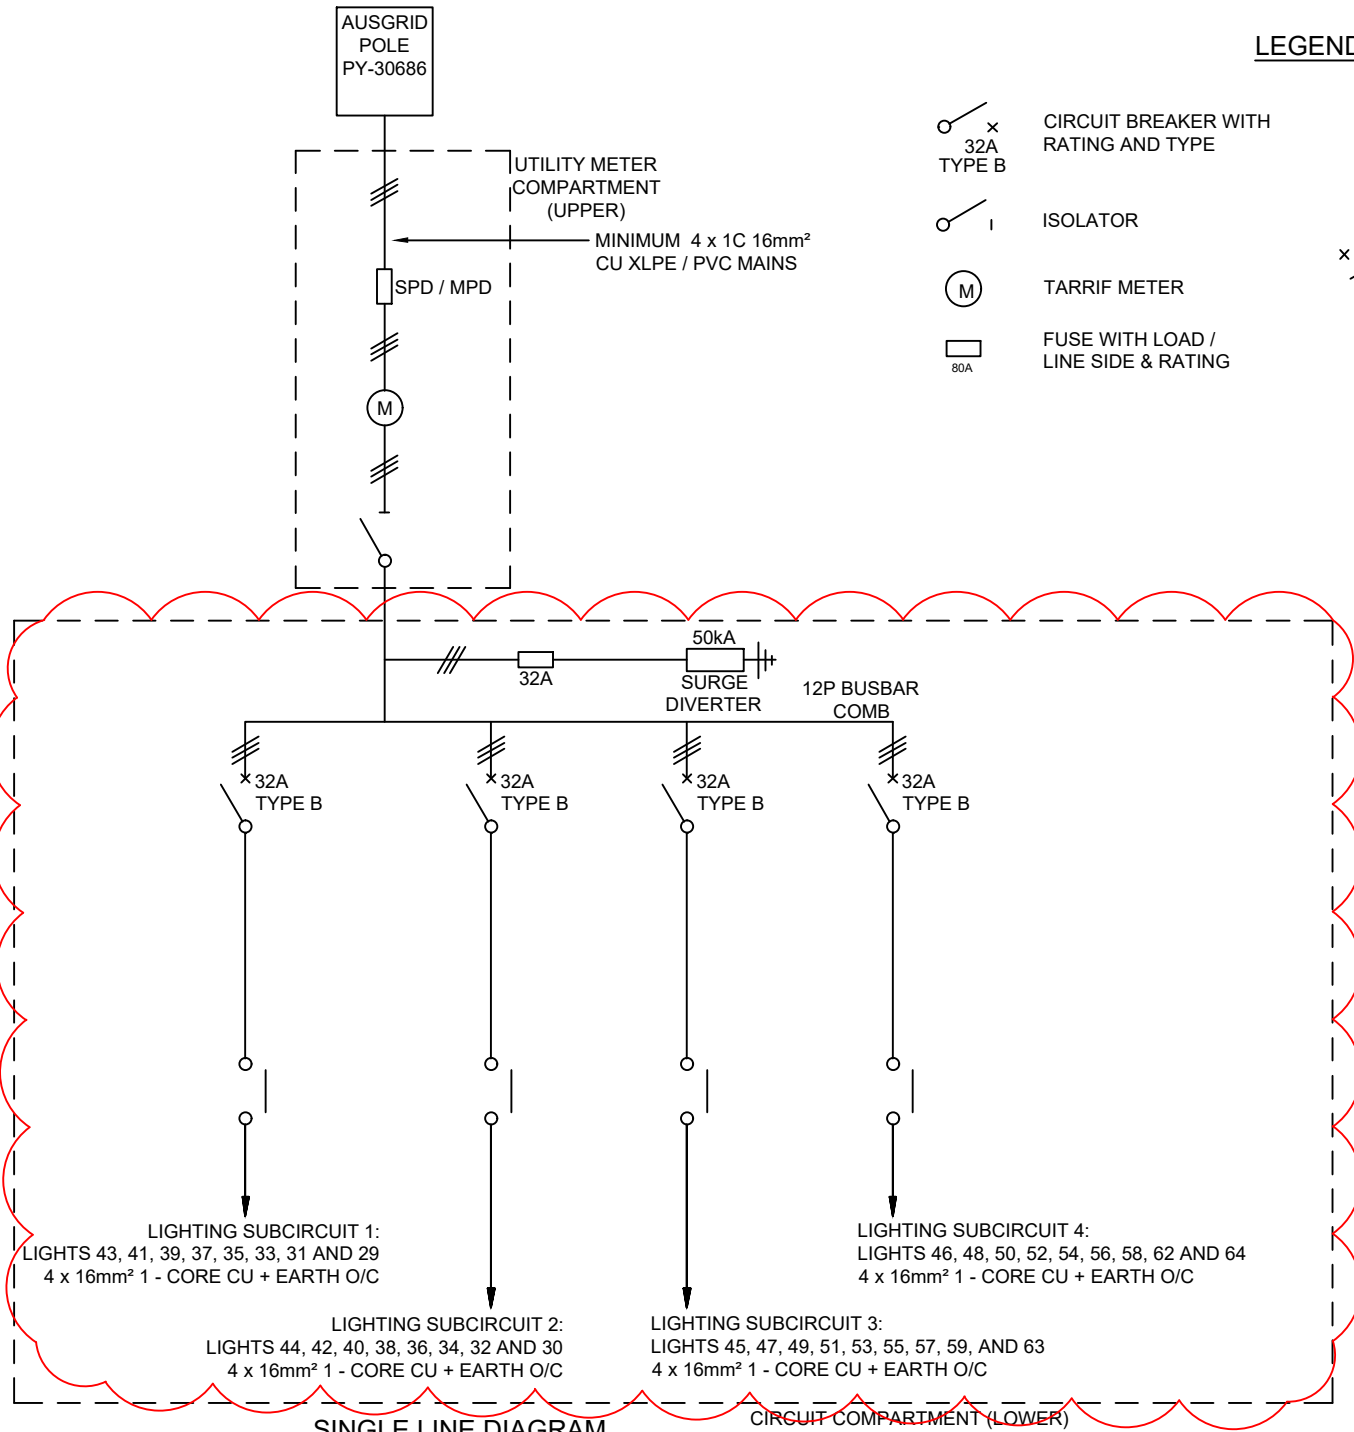 AUSGRID
POLE
PY-30686
LEGEND
CIRCUIT BREAKER WITH
RATING AND TYPE
32A
TYPE B
ISOLATOR
M
TARRIF METER
FUSE WITH LOAD /
LINE SIDE & RATING
80A
UTILITY METER
COMPARTMENT
(UPPER)
MINIMUM 4 x 1C 16mm²
CU XLPE / PVC MAINS
SPD / MPD
M
50kA
32A
SURGE
DIVERTER
12P BUSBAR
COMB
32A
TYPE B
32A
TYPE B
32A
TYPE B
32A
TYPE B
LIGHTING SUBCIRCUIT 1:
LIGHTS 43, 41, 39, 37, 35, 33, 31 AND 29
4 x 16mm² 1 - CORE CU + EARTH O/C
LIGHTING SUBCIRCUIT 2:
LIGHTS 44, 42, 40, 38, 36, 34, 32 AND 30
4 x 16mm² 1 - CORE CU + EARTH O/C
LIGHTING SUBCIRCUIT 3:
LIGHTS 45, 47, 49, 51, 53, 55, 57, 59, AND 63
4 x 16mm² 1 - CORE CU + EARTH O/C
LIGHTING SUBCIRCUIT 4:
LIGHTS 46, 48, 50, 52, 54, 56, 58, 62 AND 64
4 x 16mm² 1 - CORE CU + EARTH O/C
CIRCUIT COMPARTMENT (LOWER)
SINGLE LINE DIAGRAM